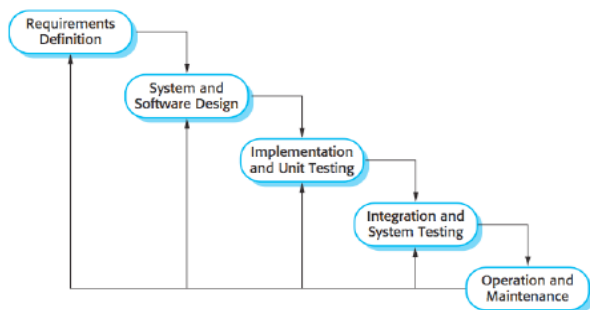 Requirements
Definition
System and
Software Design
Implementation
and Unit Testing
Integration and
System Testing
Operation and
Maintenance